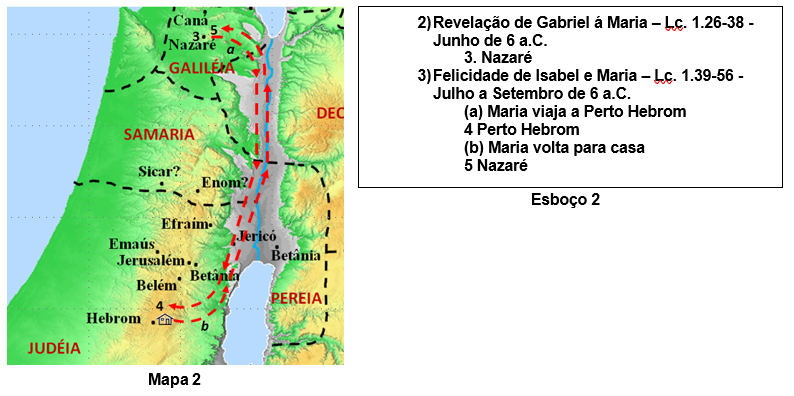 Caná
3 5
Nazaré
a
GALILÉIA
DEC
SAMARIA
Sicar?
Enom?
Efraím
Jericó
Emaús
Betânia
Jerusalém
Betânia
Belém
4
PEREIA
Hebrom
b
JUDÉIA
Mapa 2
2) Revelação de Gabriel á Maria – Lc. 1.26-38 -
Junho de 6 a.C.
3. Nazaré
3) Felicidade de Isabel e Maria – Lc. 1.39-56 -
Julho a Setembro de 6 a.C.
(a) Maria viaja a Perto Hebrom
4 Perto Hebrom
(b) Maria volta para casa
5 Nazaré
Esboço 2